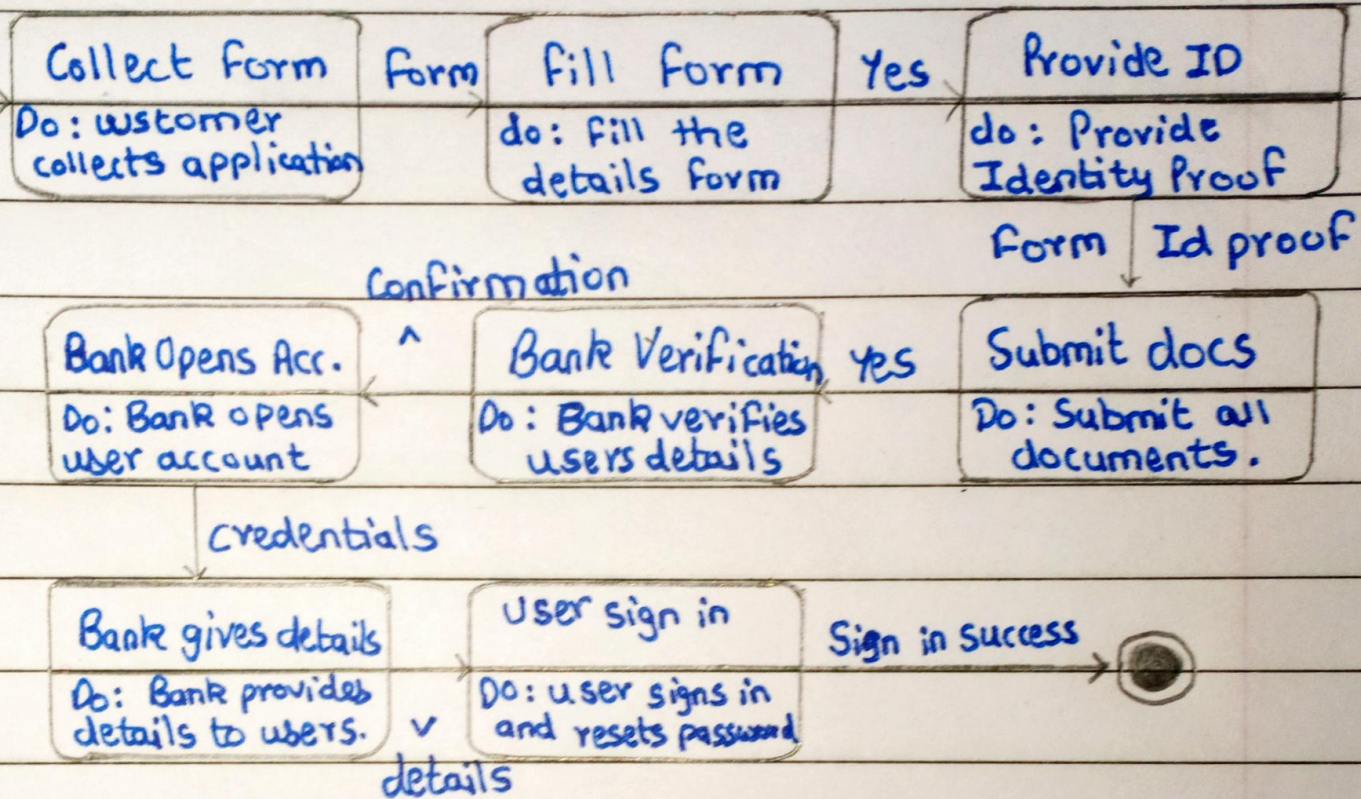 Collect Form
Form
Fill Form
Yes
Provide ID
Do: wstomer
collects application
do: Fill the
details form
do: Provide
Identity Proof
Form
Id proof
Confirmation
^
Bank Opens Acc.
Bank Verification
Yes
Submit docs
Do: Bank opens
user account
Do: Bank verifies
users details
Do: Submit all
documents.
credentials
Bank gives details
User sign in
Sign in success
Do: Bank provides
details to users.
v
details
Do: user signs in
and resets password